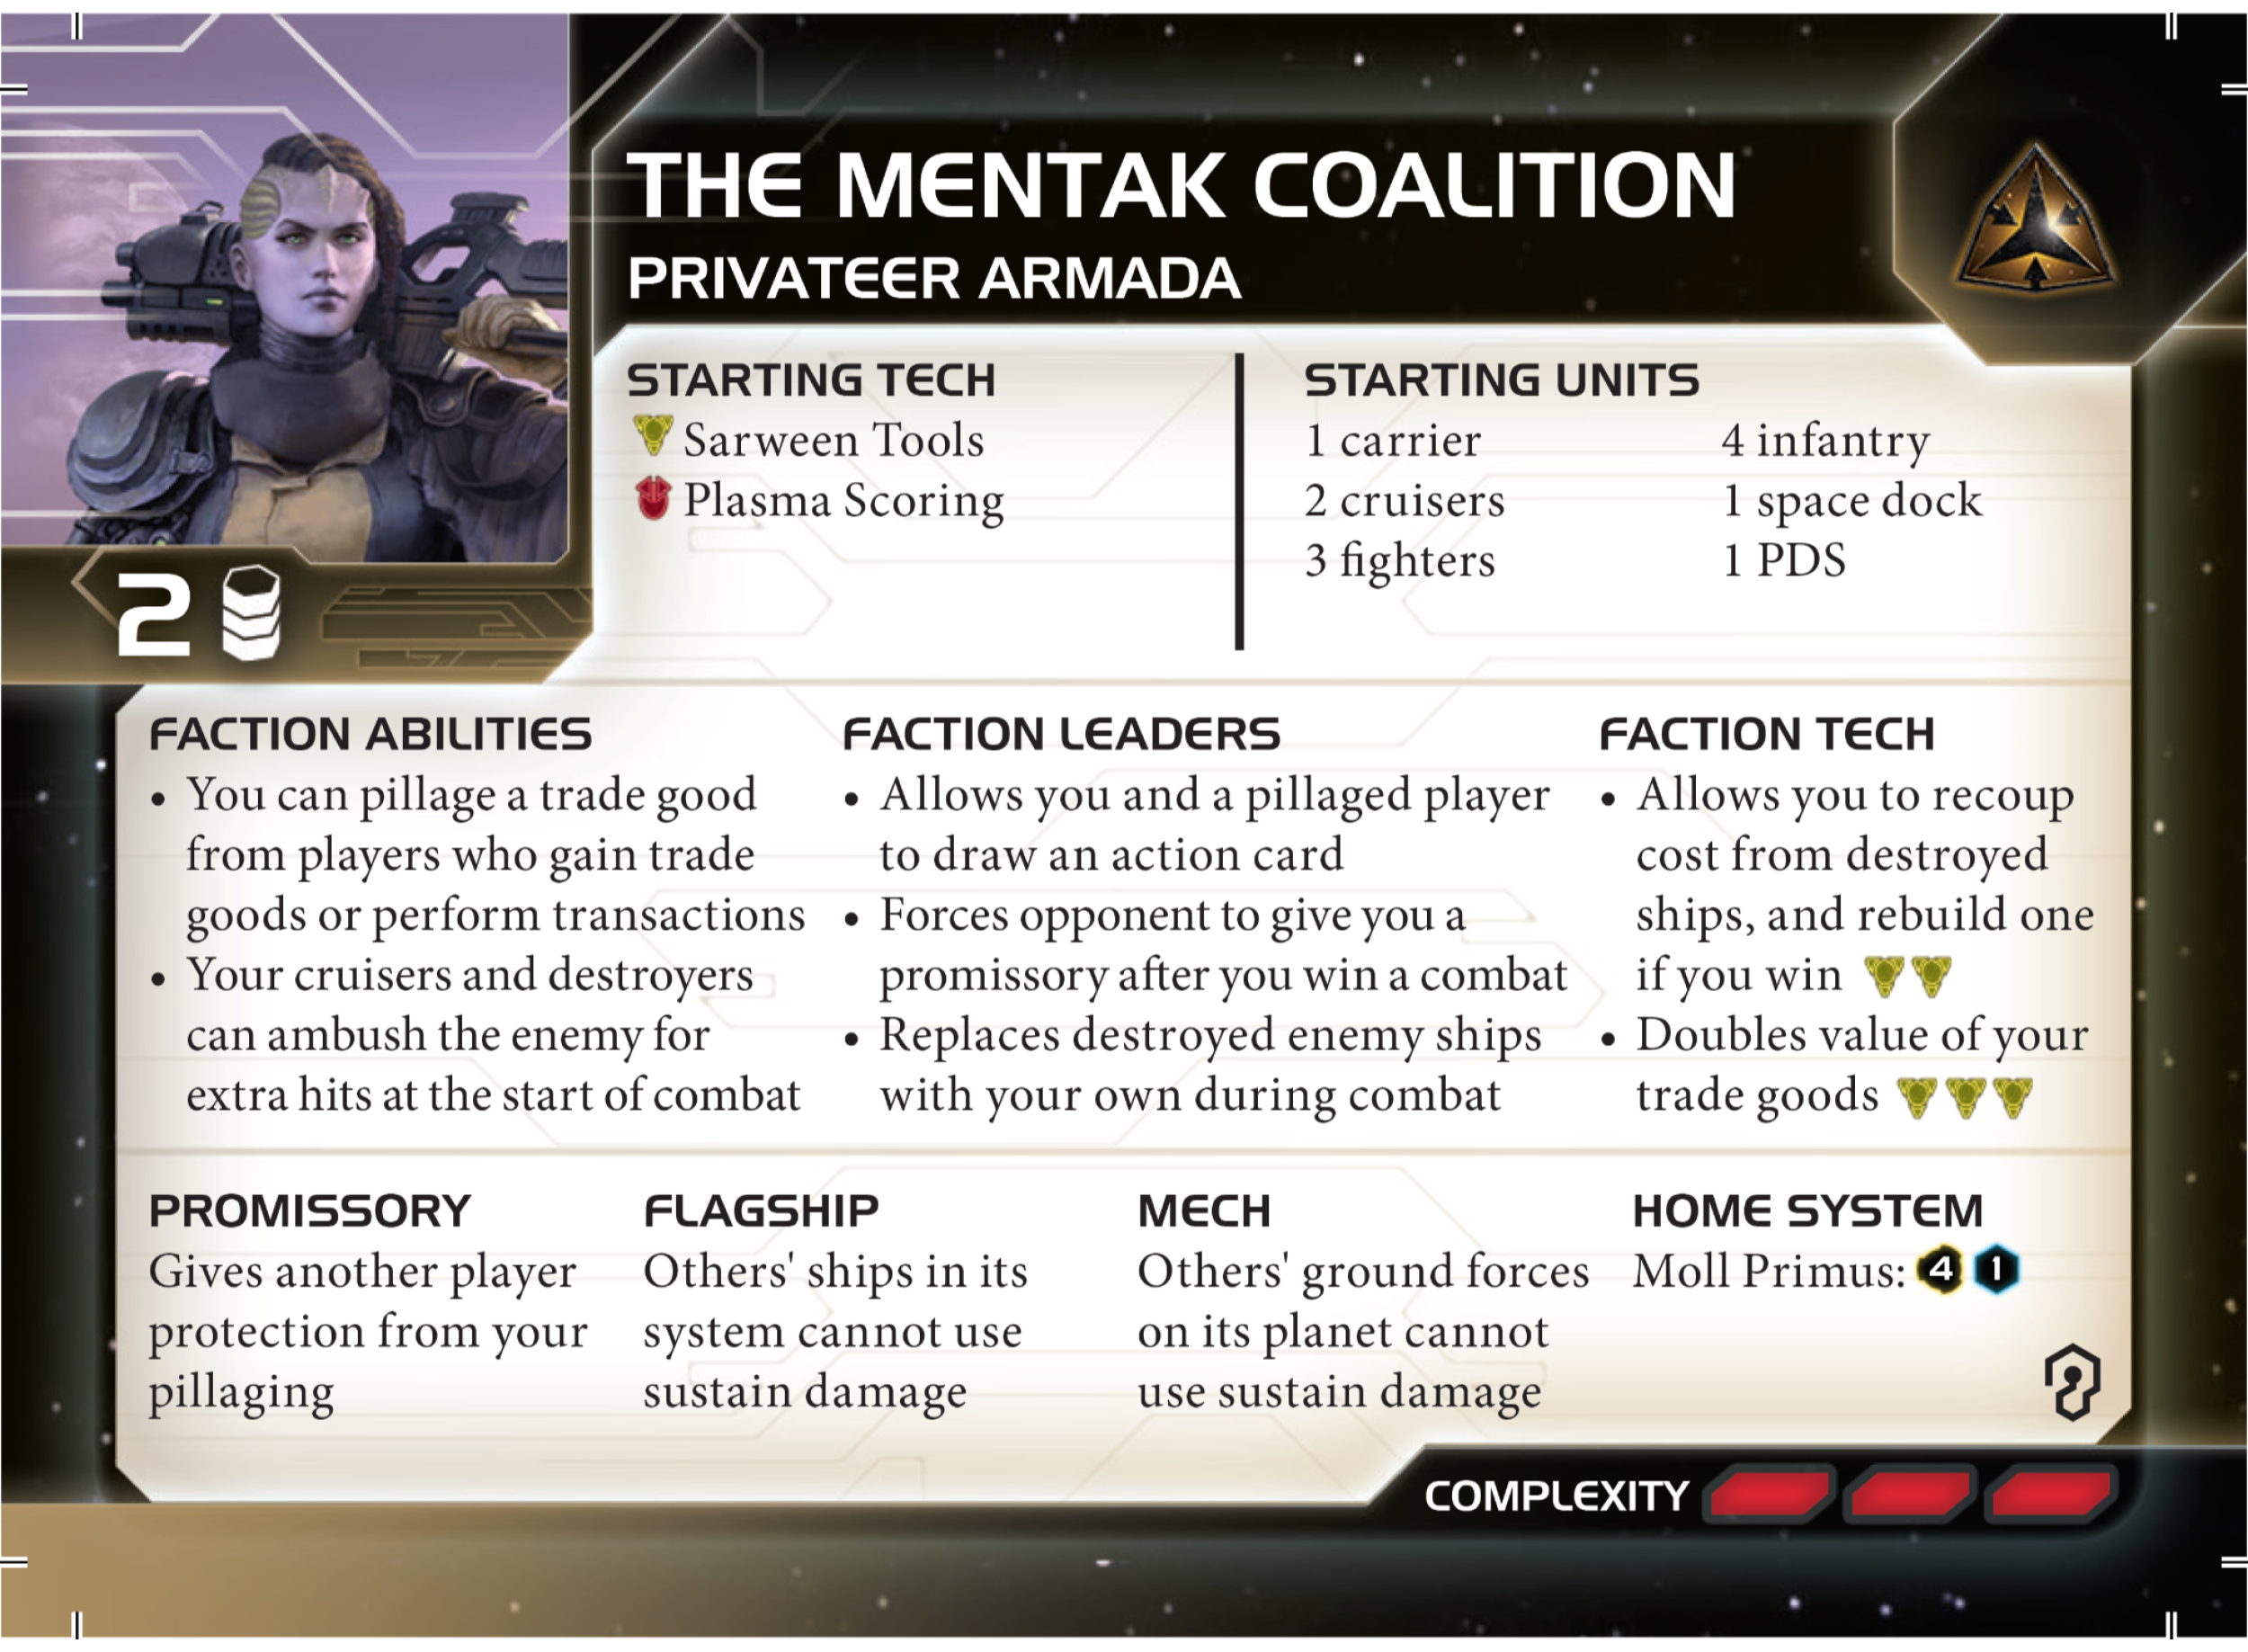 THE MENTAK COALITION
PRIVATEER ARMADA
2
STARTING TECH
Sarween Tools
Plasma Scoring
STARTING UNITS
1 carrier
2 cruisers
3 fighters
4 infantry
1 space dock
1 PDS
FACTION ABILITIES
• You can pillage a trade good
from players who gain trade
goods or perform transactions
• Your cruisers and destroyers
can ambush the enemy for
extra hits at the start of combat
FACTION LEADERS
• Allows you and a pillaged player
to draw an action card
• Forces opponent to give you a
promissory after you win a combat
• Replaces destroyed enemy ships
with your own during combat
FACTION TECH
• Allows you to recoup
cost from destroyed
ships, and rebuild one
if you win
• Doubles value of your
trade goods
PROMISSORY
Gives another player
protection from your
pillaging
FLAGSHIP
Others' ships in its
system cannot use
sustain damage
MECH
Others' ground forces
on its planet cannot
use sustain damage
HOME SYSTEM
Moll Primus: 4 1
COMPLEXITY